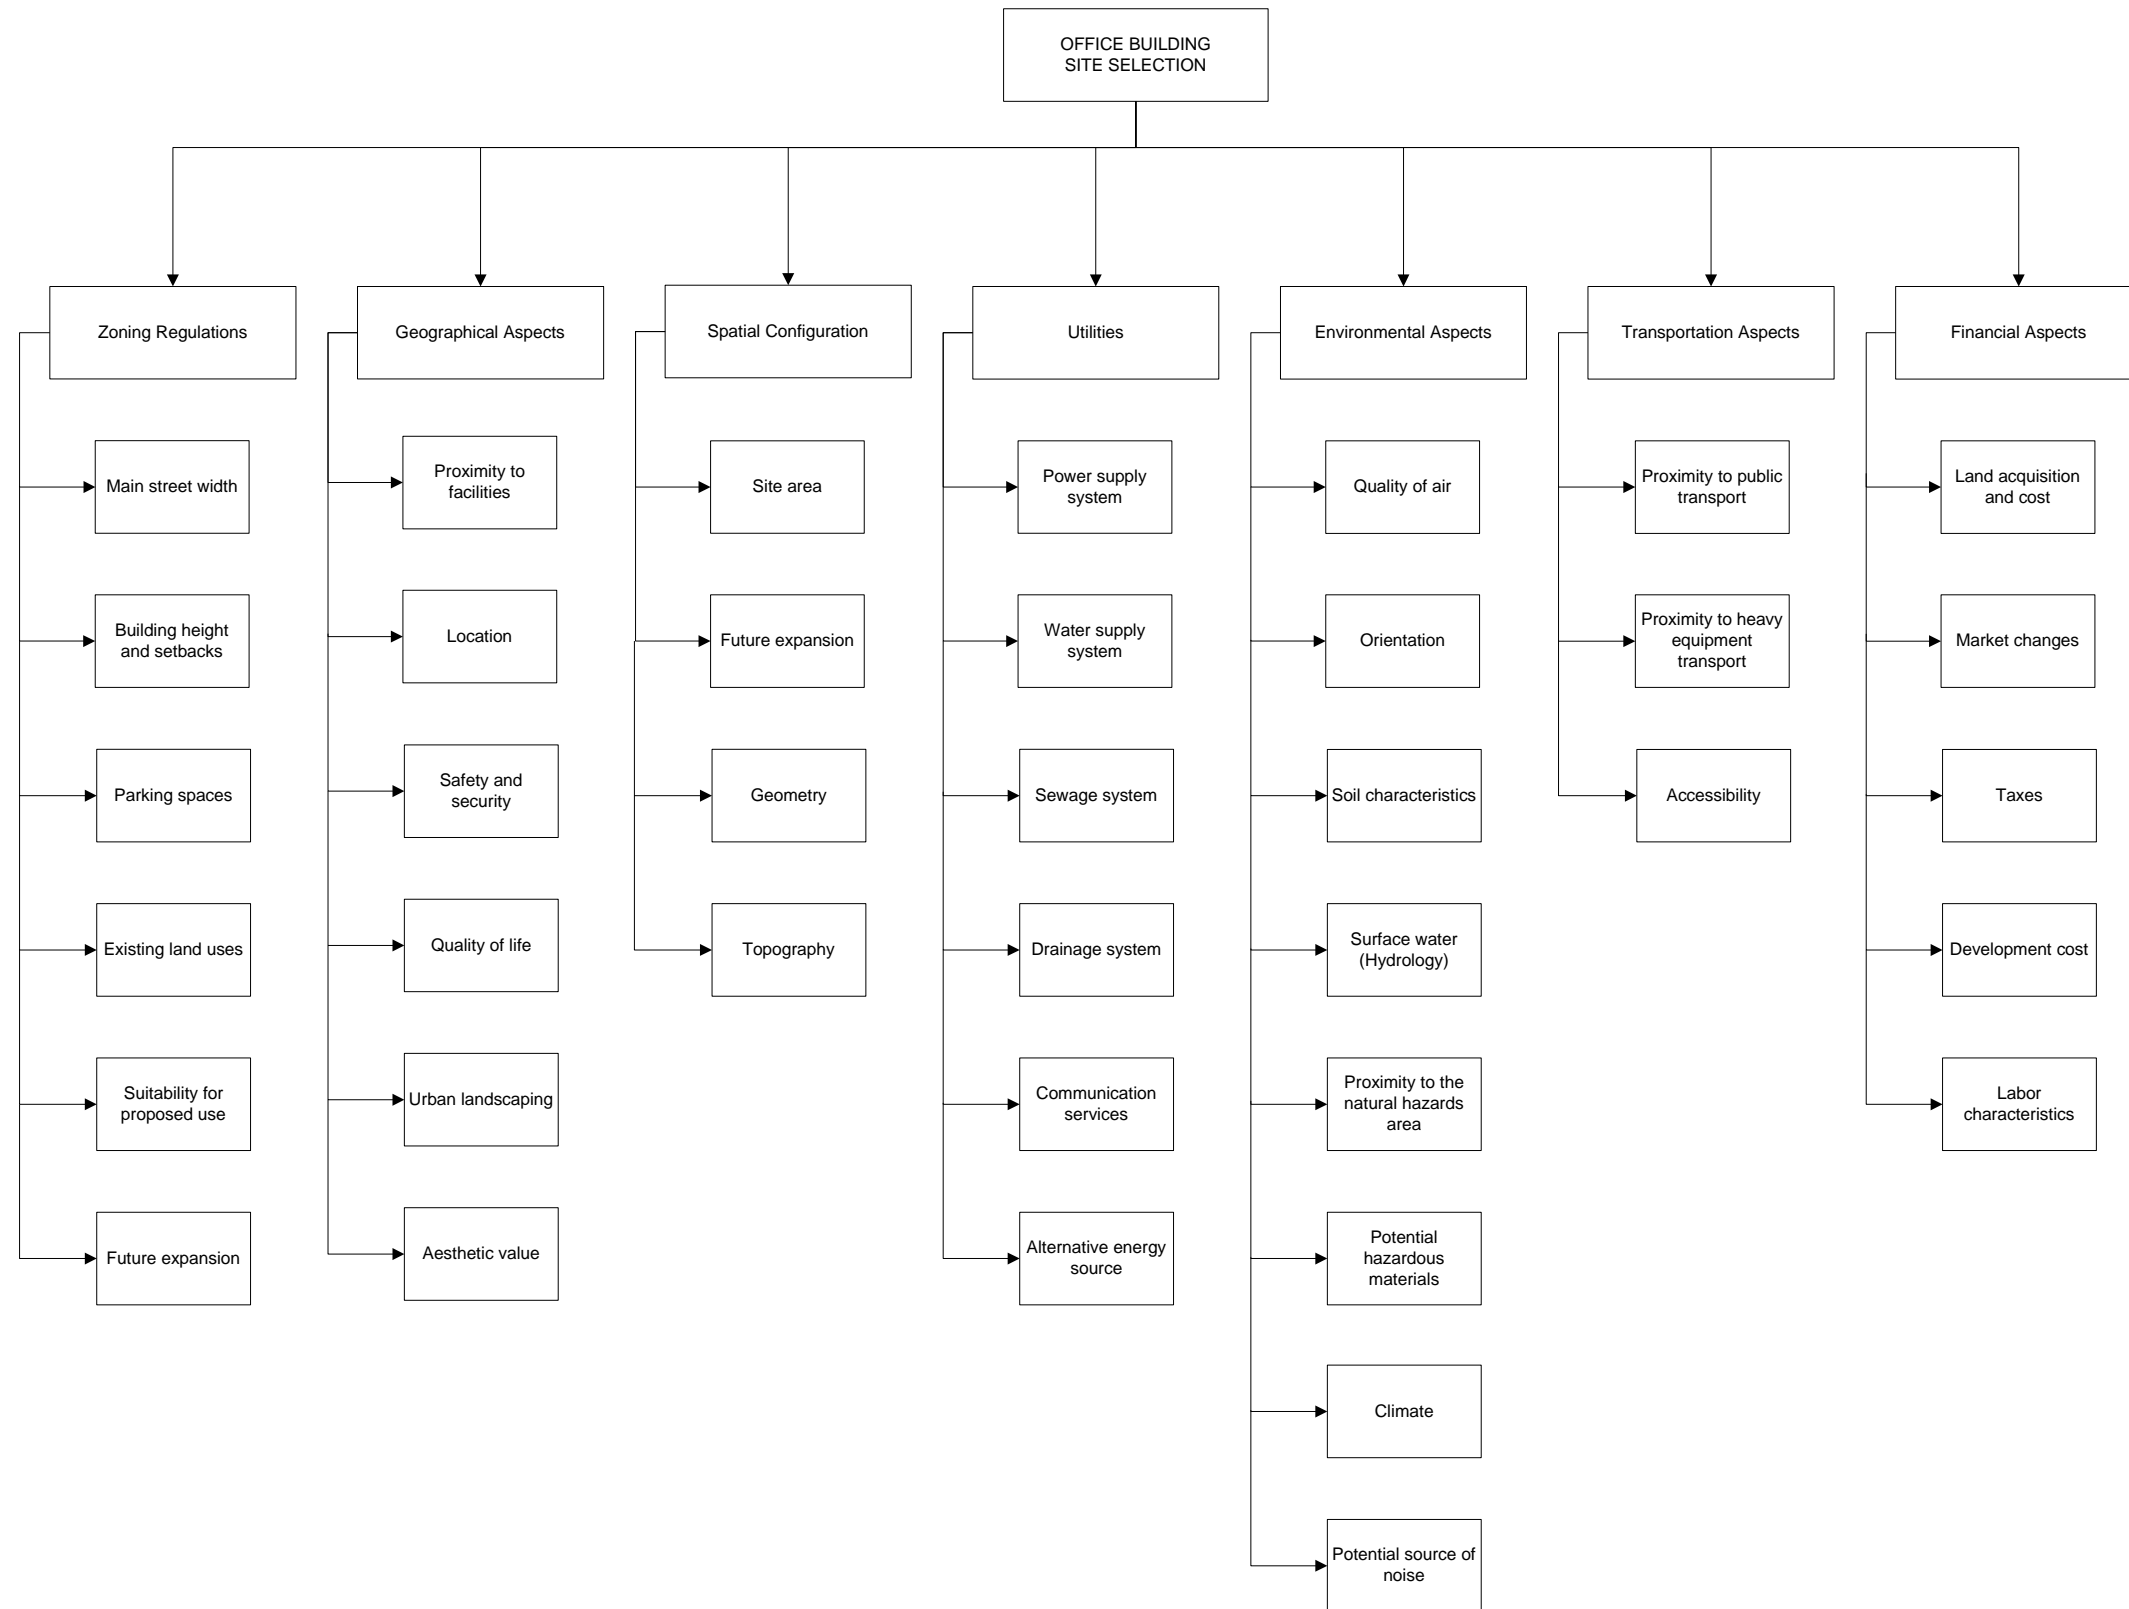 OFFICE BUILDING
SITE SELECTION
Zoning Regulations
Main street width
Building height
and setbacks
Parking spaces
Existing land uses
Suitability for
proposed use
Future expansion
Geographical Aspects
Proximity to
facilities
Location
Safety and
security
Quality of life
Urban landscaping
Aesthetic value
Spatial Configuration
Site area
Future expansion
Geometry
Topography
Utilities
Power supply
system
Water supply
system
Sewage system
Drainage system
Communication
services
Alternative energy
source
Environmental Aspects
Quality of air
Orientation
Soil characteristics
Surface water
(Hydrology)
Proximity to the
natural hazards
area
Potential
hazardous
materials
Climate
Potential source of
noise
Transportation Aspects
Proximity to public
transport
Proximity to heavy
equipment
transport
Accessibility
Financial Aspects
Land acquisition
and cost
Market changes
Taxes
Development cost
Labor
characteristics